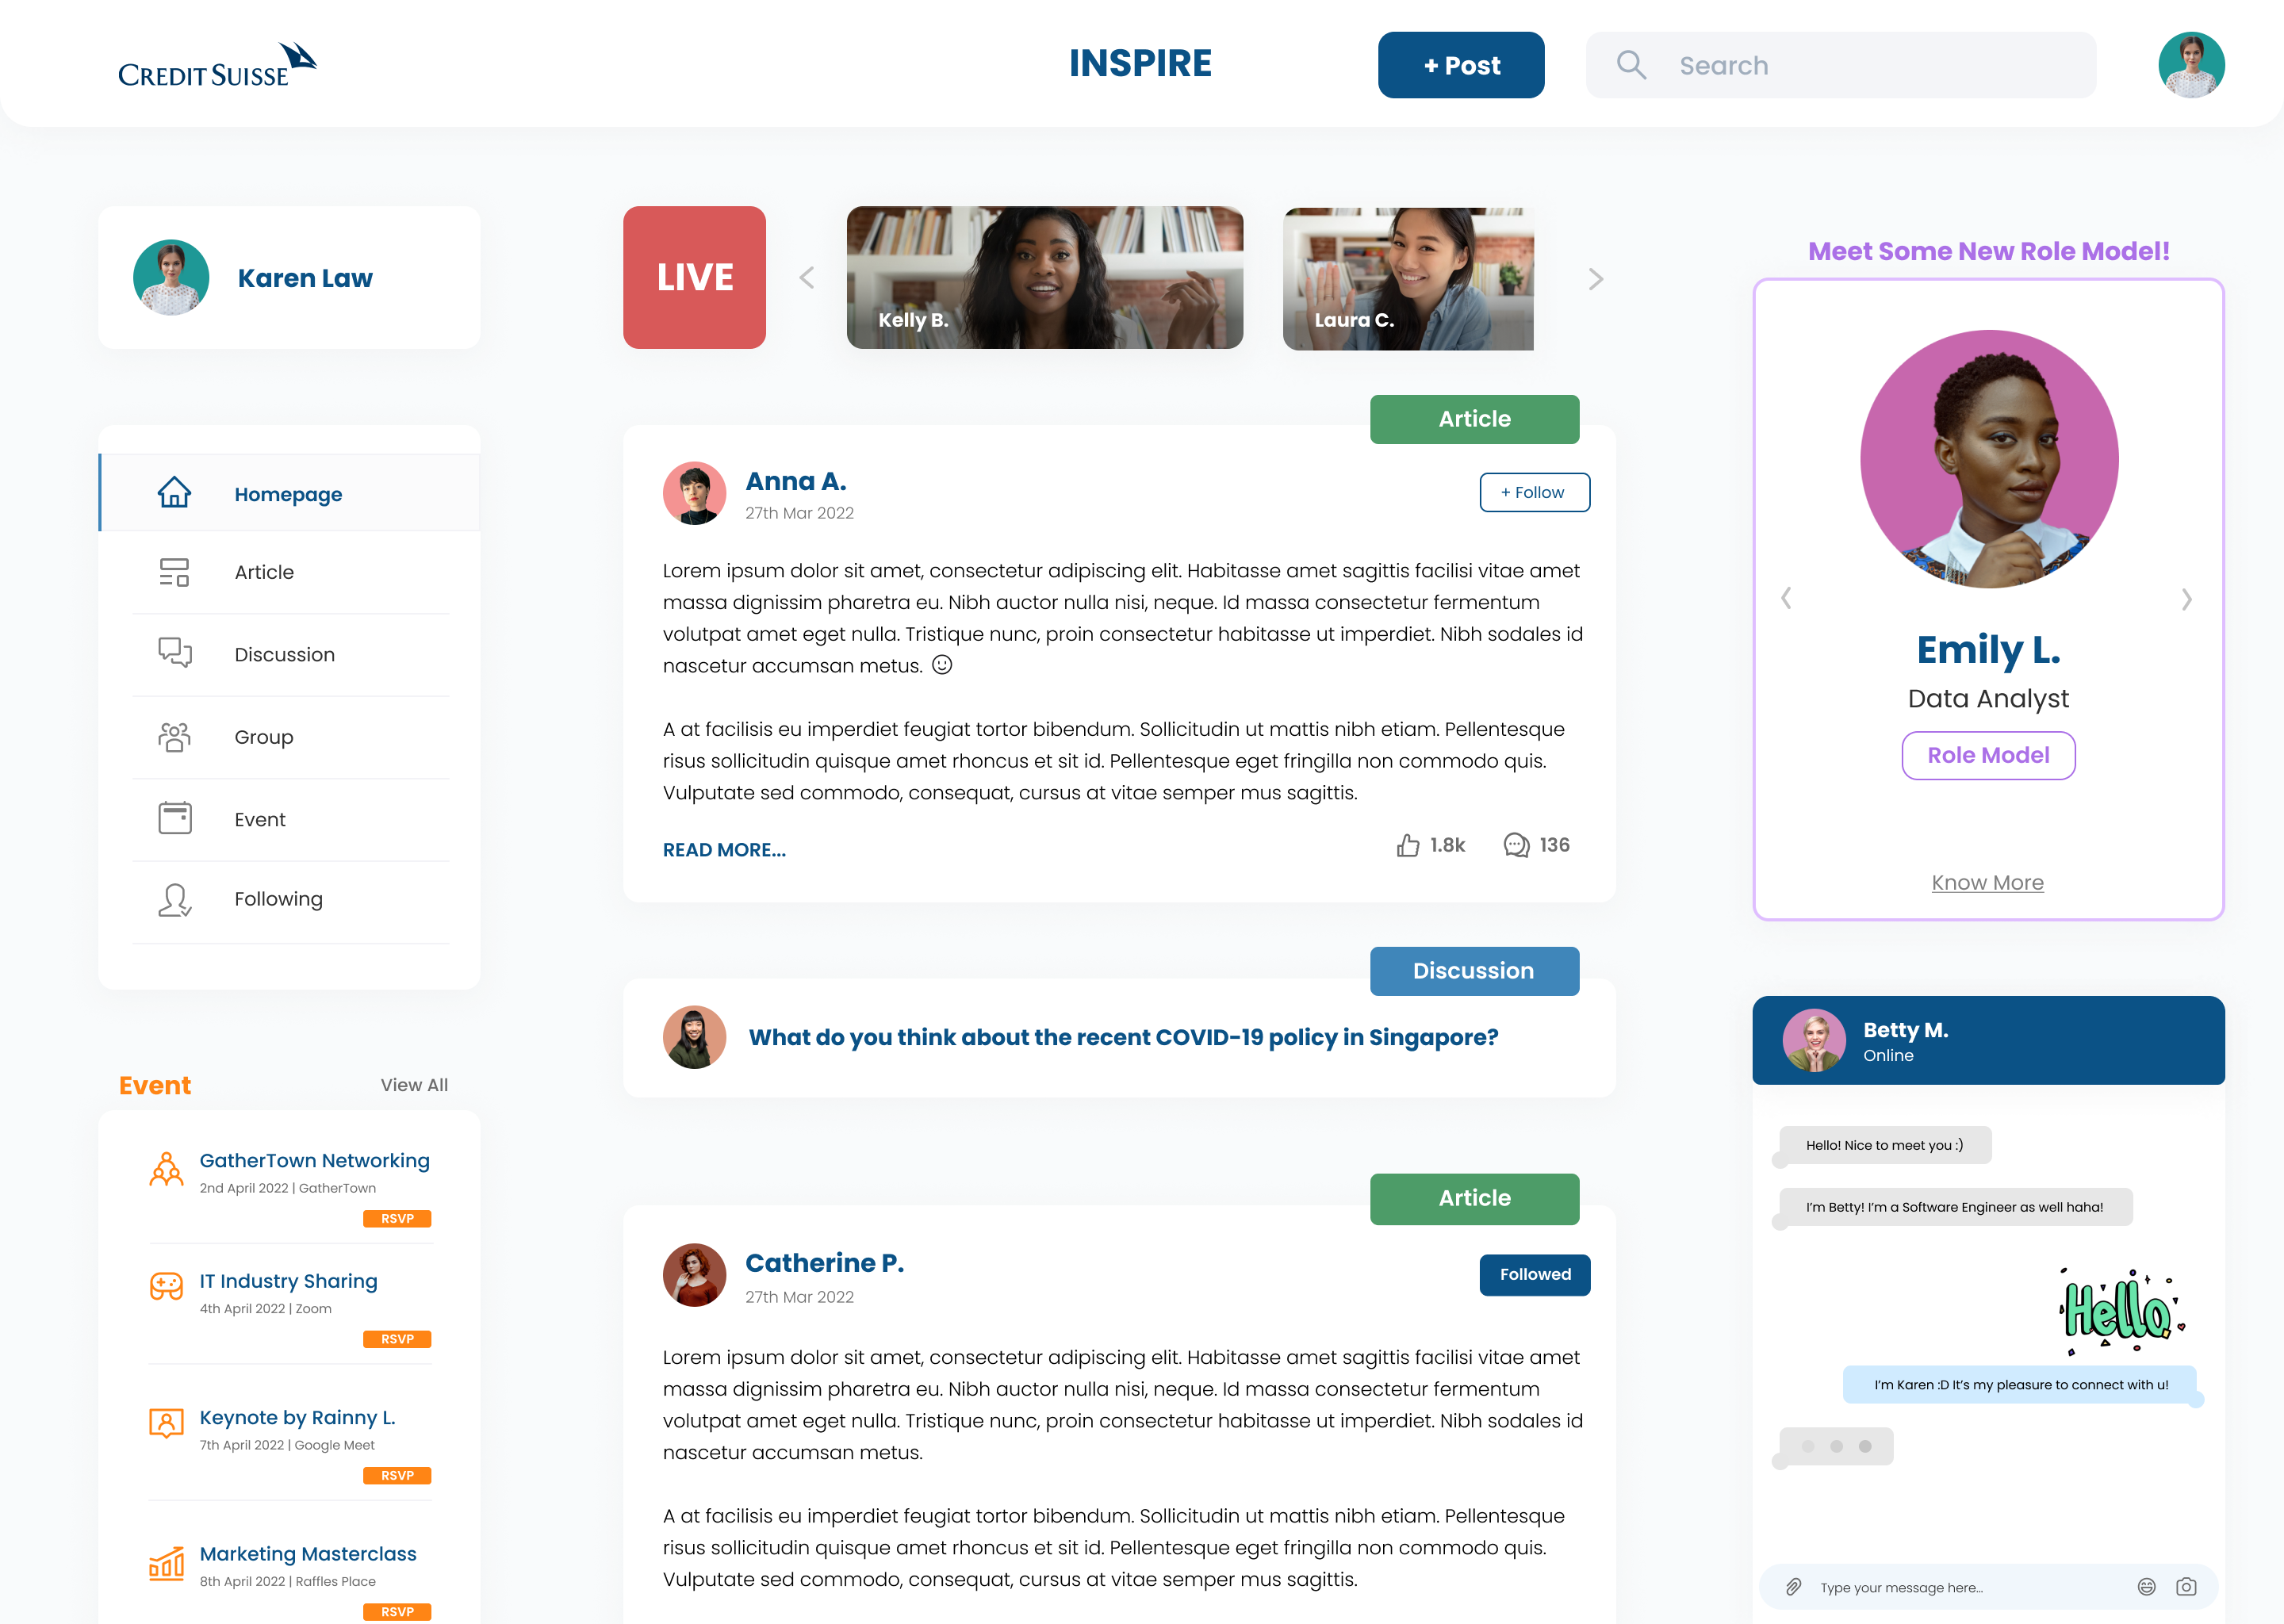 CREDIT SUISSE
INSPIRE
+ Post
Search
Karen Law
LIVE
Kelly B.
Laura C.
Meet Some New Role Model!
Homepage
Article
Discussion
Group
Event
Following
Article
Anna A.
27th Mar 2022
+ Follow
Lorem ipsum dolor sit amet, consectetur adipiscing elit. Habitasse amet sagittis facilisi vitae amet
massa dignissim pharetra eu. Nibh auctor nulla nisi, neque. Id massa consectetur fermentum
volutpat amet eget nulla. Tristique nunc, proin consectetur habitasse ut imperdiet. Nibh sodales id
nascetur accumsan metus.
A at facilisis eu imperdiet feugiat tortor bibendum. Sollicitudin ut mattis nibh etiam. Pellentesque
risus sollicitudin quisque amet rhoncus et sit id. Pellentesque eget fringilla non commodo quis.
Vulputate sed commodo, consequat, cursus at vitae semper mus sagittis.
READ MORE...
1.8k
136
Emily L.
Data Analyst
Role Model
Know More
Discussion
What do you think about the recent COVID-19 policy in Singapore?
Event
View All
GatherTown Networking
2nd April 2022 | GatherTown
RSVP
IT Industry Sharing
4th April 2022 | Zoom
RSVP
Keynote by Rainny L.
7th April 2022 | Google Meet
RSVP
Marketing Masterclass
8th April 2022 | Raffles Place
RSVP
Article
Catherine P.
27th Mar 2022
Followed
Lorem ipsum dolor sit amet, consectetur adipiscing elit. Habitasse amet sagittis facilisi vitae amet
massa dignissim pharetra eu. Nibh auctor nulla nisi, neque. Id massa consectetur fermentum
volutpat amet eget nulla. Tristique nunc, proin consectetur habitasse ut imperdiet. Nibh sodales id
nascetur accumsan metus.
A at facilisis eu imperdiet feugiat tortor bibendum. Sollicitudin ut mattis nibh etiam. Pellentesque
risus sollicitudin quisque amet rhoncus et sit id. Pellentesque eget fringilla non commodo quis.
Vulputate sed commodo, consequat, cursus at vitae semper mus sagittis.
Betty M.
Online
Hello! Nice to meet you :)
I'm Betty! I'm a Software Engineer as well haha!
Hello
I'm Karen :D It's my pleasure to connect with u!
Type your message here...